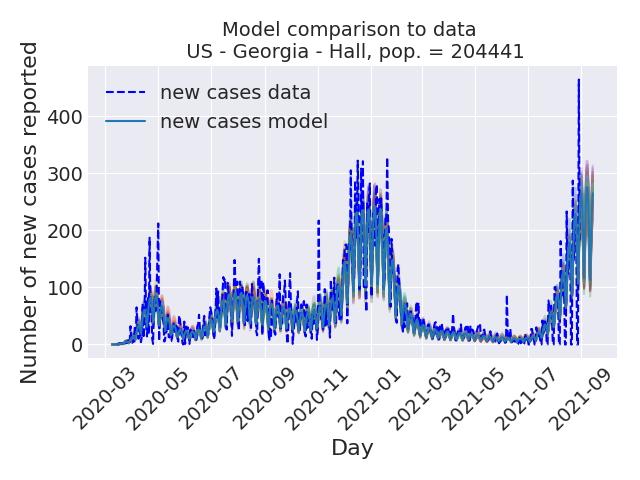 Model comparison to data
US - Georgia - Hall, pop. = 204441
Number of new cases reported
400
300
200
100
0
new cases data
new cases model
2020-03
2020-05
2020-07
2020-09
2020-11
2021-01
2021-03
2021-05
2021-07
2021-09
Day